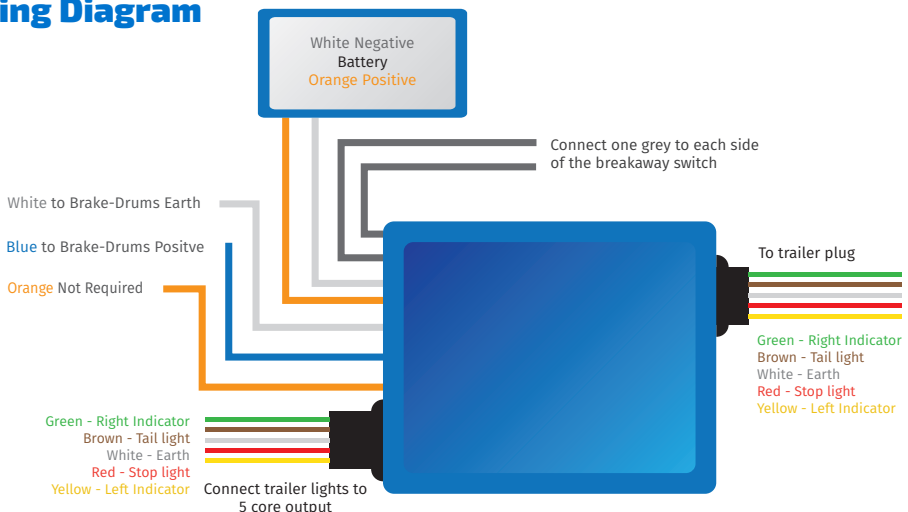 ing Diagram
White Negative
Battery
Orange Positive
Connect one grey to each side
of the breakaway switch
White to Brake-Drums Earth
Blue to Brake-Drums Positve
Orange Not Required
To trailer plug
Green - Right Indicator
Brown - Tail light
White - Earth
Red - Stop light
Yellow - Left Indicator
Green - Right Indicator
Brown - Tail light
White - Earth
Red - Stop light
Yellow - Left Indicator
Connect trailer lights to
5 core output